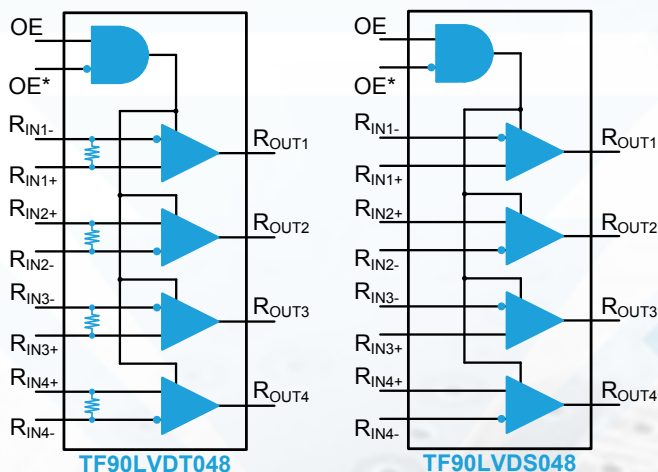 OE
OE*
RIN1-
RIN1+
RIN2+
RIN2-
RIN3-
RIN3+
RIN4+
RIN4-
ROUT1
ROUT2
ROUT3
ROUT4
TF90LVDT048
OE
OE*
RIN1-
RIN1+
RIN2+
RIN2-
RIN3-
RIN3+
RIN4+
RIN4-
ROUT1
ROUT2
ROUT3
ROUT4
TF90LVDS048